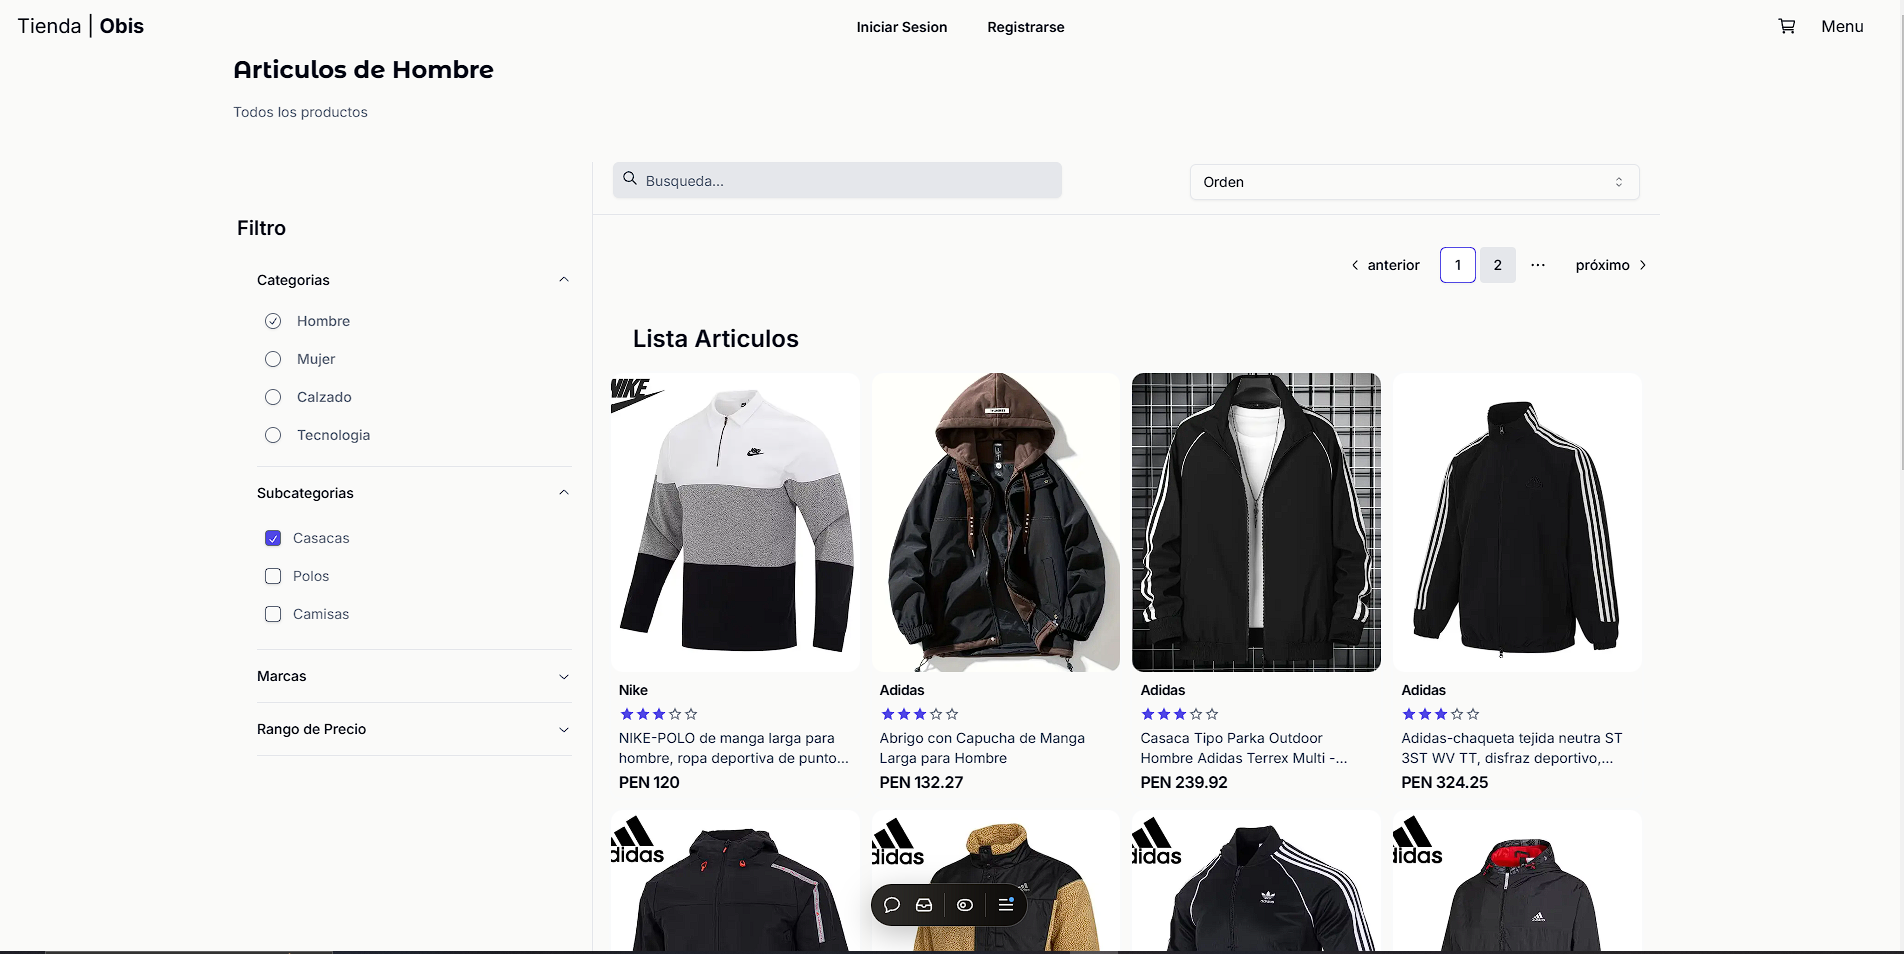 Tienda | Obis
Iniciar Sesion
Registrarse
Menu
Articulos de Hombre
Todos los productos
Busqueda...
Orden
Filtro
Categorias
Hombre
Mujer
Calzado
Tecnologia
Subcategorias
Casacas
Polos
Camisas
Marcas
Rango de Precio
anterior
1
2
...
próximo
Lista Articulos
NIKE
Nike
NIKE-POLO de manga larga para
hombre, ropa deportiva de punto...
PEN 120
Adidas
Abrigo con Capucha de Manga
Larga para Hombre
PEN 132.27
Adidas
Casaca Tipo Parka Outdoor
Hombre Adidas Terrex Multi -...
PEN 239.92
Adidas
Adidas-chaqueta tejida neutra ST
3ST WV TT, disfraz deportivo,...
PEN 324.25
adidas
adidas
adidas
adidas